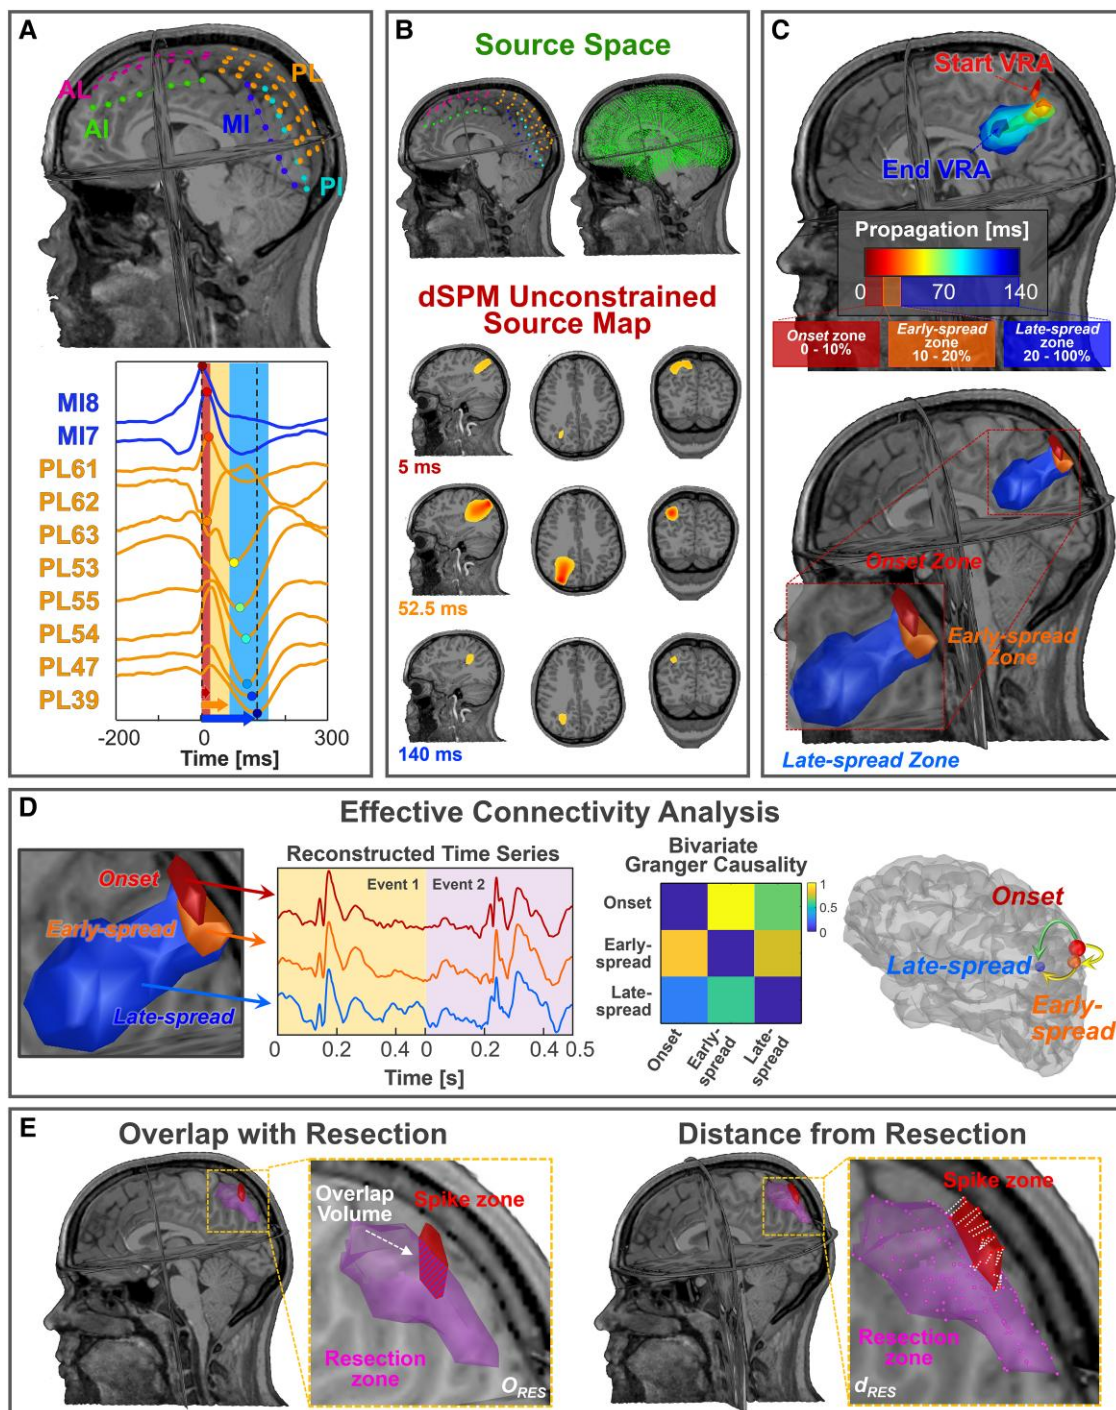 A
AL
AI
PL
MI
PI
MI8
MI7
PL61
PL62
PL63
PL53
PL55
PL54
PL47
PL39
-200 0 300
Time [ms]
B
Source Space
dSPM Unconstrained
Source Map
5 ms
52.5 ms
140 ms
C
Start VRA
End VRA
Propagation [ms]
0 70 140
Onset zone
0 - 10%
Early-spread
zone
10 - 20%
Late-spread
zone
20 - 100%
Onset Zone
Early-spread
Zone
Late-spread Zone
D
Effective Connectivity Analysis
Onset
Early-spread
Late-spread
Reconstructed Time Series
Event 1 Event 2
0 0.2 0.4 0 0.2 0.4 0.5
Time [s]
Bivariate
Granger Causality
Onset
Early-
spread
Late-
spread
Onset
Early-
spread
Late-
spread
1
0.5
0
Onset
Late-spread
Early-
spread
E
Overlap with Resection
Overlap
Volume
Spike zone
Resection
zone
ORES
Distance from Resection
Spike zone
Resection
zone
dRES